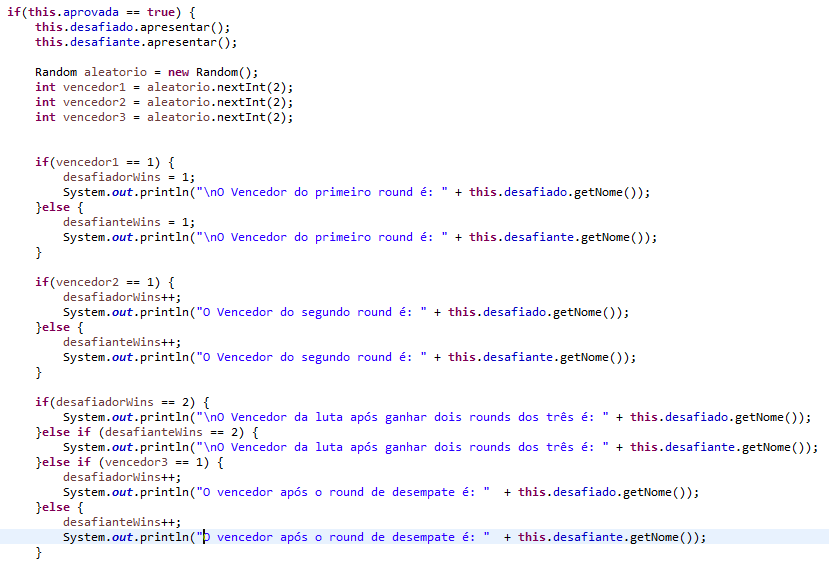 if(this.aprovada == true) {
    this.desafiado.apresentar();
    this.desafiante.apresentar();

    Random aleatorio = new Random();
    int vencedor1 = aleatorio.nextInt(2);
    int vencedor2 = aleatorio.nextInt(2);
    int vencedor3 = aleatorio.nextInt(2);


    if(vencedor1 == 1) {
        desafiadorWins = 1;
        System.out.println("\nO Vencedor do primeiro round é: " + this.desafiado.getNome());
    }else {
        desafianteWins = 1;
        System.out.println("\nO Vencedor do primeiro round é: " + this.desafiante.getNome());
    }

    if(vencedor2 == 1) {
        desafiadorWins++;
        System.out.println("O Vencedor do segundo round é: " + this.desafiado.getNome());
    }else {
        desafianteWins++;
        System.out.println("O Vencedor do segundo round é: " + this.desafiante.getNome());
    }

    if(desafiadorWins == 2) {
        System.out.println("\nO Vencedor da luta após ganhar dois rounds dos três é: " + this.desafiado.getNome());
    }else if (desafianteWins == 2) {
        System.out.println("\nO Vencedor da luta após ganhar dois rounds dos três é: " + this.desafiante.getNome());
    }else if (vencedor3 == 1) {
        desafiadorWins++;
        System.out.println("O vencedor após o round de desempate é: "  + this.desafiado.getNome());
    }else {
        desafianteWins++;
        System.out.println("O vencedor após o round de desempate é: "  + this.desafiante.getNome());
    }